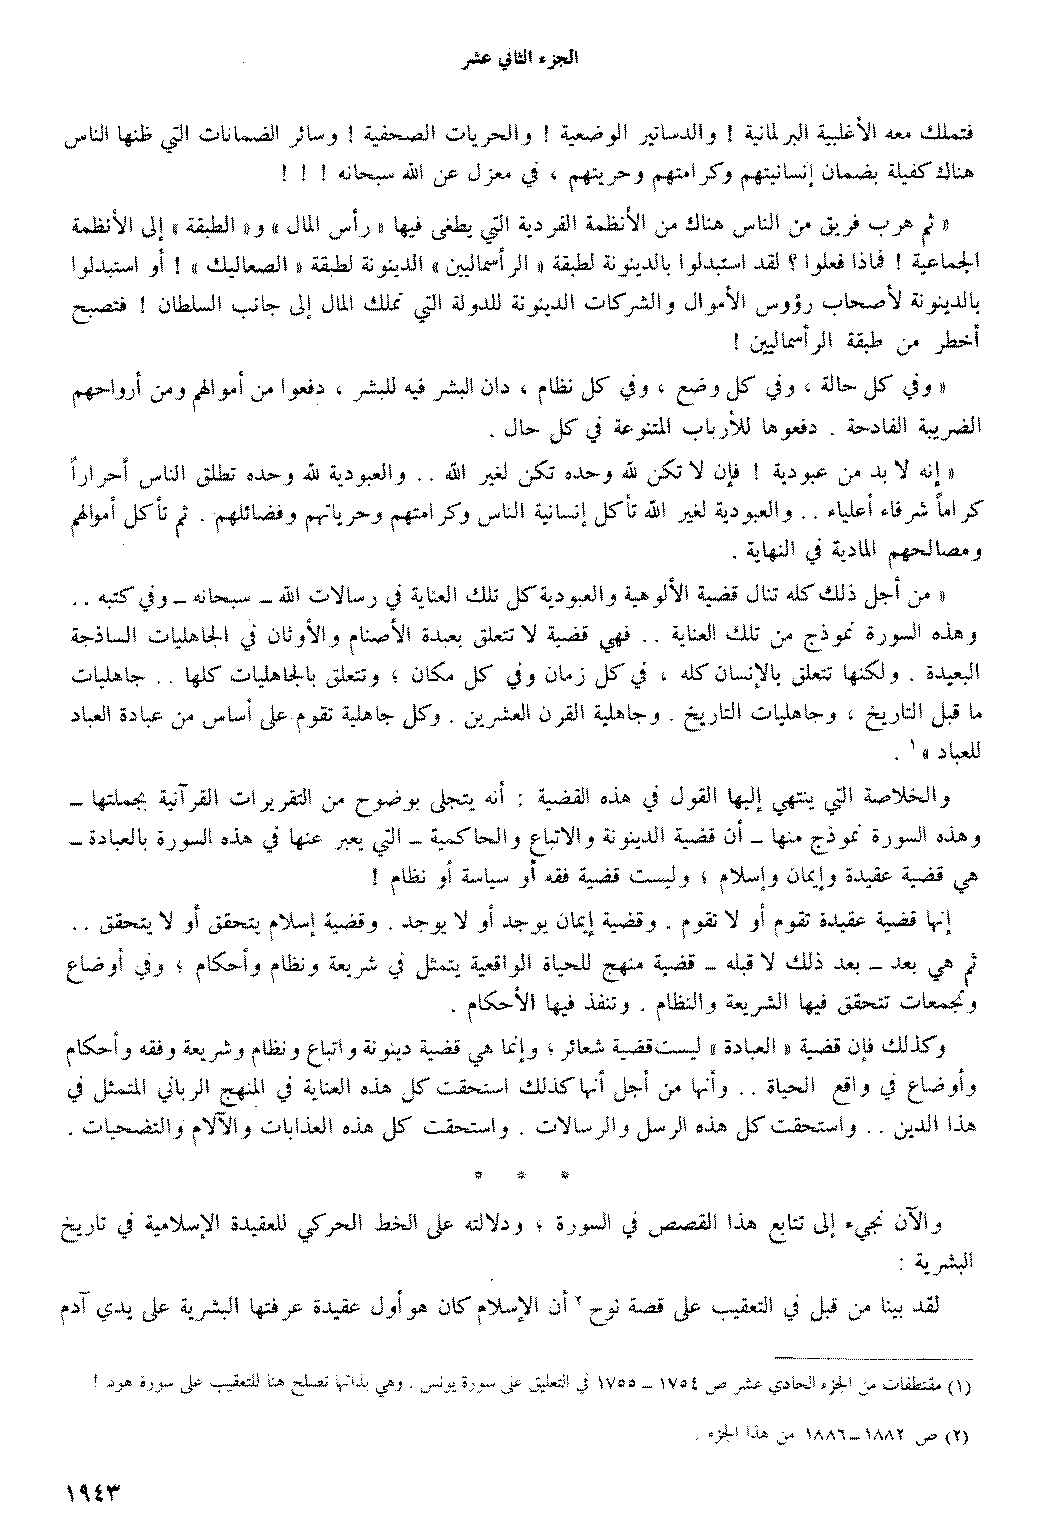 الجزء الثاني عشر
فتملك معه الأغلبية البرلمانية ! والدساتير الوضعية ! والحريات الصحفية ! وسائر الضمانات التي ظنها الناس
هناك كفيلة بضمان إنسانيتهم وكرامتهم وحريتهم ، في معزل عن الله سبحانه ! ! !
« ثم هرب فريق من الناس هناك من الأنظمة الفردية التي يطغى فيها « رأس المال » و« الطبقة » إلى الأنظمة
الجماعية ! فماذا فعلوا ؟ لقد استبدلوا بالدينونة لطبقة « الرأسماليين » الدينونة لطبقة « الصعاليك » ! أو استبدلوا
بالدينونة لأصحاب رؤوس الأموال والشركات الدينونة للدولة التي تملك المال إلى جانب السلطان ! فتصبح
أخطر من طبقة الرأسماليين !
« وفي كل حالة ، وفي كل وضع ، وفي كل نظام ، دان البشر فيه للبشر ، دفعوا من أموالهم ومن أرواحهم
الضريبة الفادحة . دفعوها للأرباب المتنوعة في كل حال .
« إنه لا بد من عبودية ! فإن لا تكن لله وحده تكن لغير الله .. والعبودية لله وحده تطلق الناس أحراراً
كراماً شرفاء أعلياء .. والعبودية لغير الله تأكل إنسانية الناس وكرامتهم وحرياتهم وفضائلهم . ثم تأكل أموالهم
ومصالحهم المادية في النهاية .
« من أجل ذلك كله تنال قضية الألوهية والعبودية كل تلك العناية في رسالات الله – سبحانه – وفي كتبه ..
وهذه السورة نموذج من تلك العناية .. فهي قضية لا تتعلق بعبدة الأصنام والأوثان في الجاهليات الساذجة
البعيدة . ولكنها تتعلق بالإنسان كله ، في كل زمان وفي كل مكان ؛ وتتعلق بالجاهليات كلها .. جاهليات
ما قبل التاريخ ، وجاهليات التاريخ . وجاهلية القرن العشرين . وكل جاهلية تقوم على أساس من عبادة العباد
للعباد » ١ .
والخلاصة التي ينتهي إليها القول في هذه القضية : أنه يتجلى بوضوح من التقريرات القرآنية بجملتها –
وهذه السورة نموذج منها – أن قضية الدينونة والاتباع والحاكمية – التي يعبر عنها في هذه السورة بالعبادة –
هي قضية عقيدة وإيمان وإسلام ؛ وليست قضية فقه أو سياسة أو نظام !
إنها قضية عقيدة تقوم أو لا تقوم . وقضية إيمان يوجد أو لا يوجد . وقضية إسلام يتحقق أو لا يتحقق ..
ثم هي بعد – بعد ذلك لا قبله – قضية منهج للحياة الواقعية يتمثل في شريعة ونظام وأحكام ؛ وفي أوضاع
وتجمعات تتحقق فيها الشريعة والنظام . وتنفذ فيها الأحكام .
وكذلك فإن قضية « العبادة » ليست قضية شعائر ؛ وإنما هي قضية دينونة واتباع ونظام وشريعة وفقه وأحكام
وأوضاع في واقع الحياة .. وأنها من أجل أنها كذلك استحقت كل هذه العناية في المنهج الرباني المتمثل في
هذا الدين .. واستحقت كل هذه الرسل والرسالات . واستحقت كل هذه العذابات والآلام والتضحيات .
* * *
والآن نجيء إلى تتابع هذا القصص في السورة ؛ ودلالته على الخط الحركي للعقيدة الإسلامية في تاريخ
البشرية :
لقد بينا من قبل في التعقيب على قصة نوح ٢ أن الإسلام كان هو أول عقيدة عرفتها البشرية على يدي آدم
(١) مقتطفات من الجزء الحادي عشر ص ١٧٥٤ – ١٧٥٥ في التعليق على سورة يونس . وهي بذاتها تصلح هنا للتعقيب على سورة هود !
(٢) ص ١٨٨٢ – ١٨٨٦ من هذا الجزء .
١٩٤٣